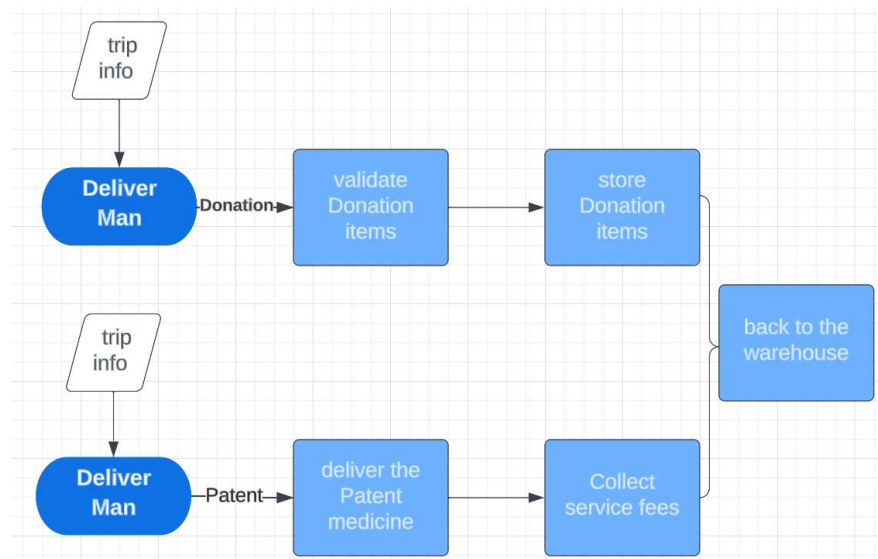 trip
info
Deliver
Man
Donation
validate
Donation
items
store
Donation
items
back to the
warehouse
trip
info
Deliver
Man
Patent
deliver the
Patent
medicine
Collect
service fees